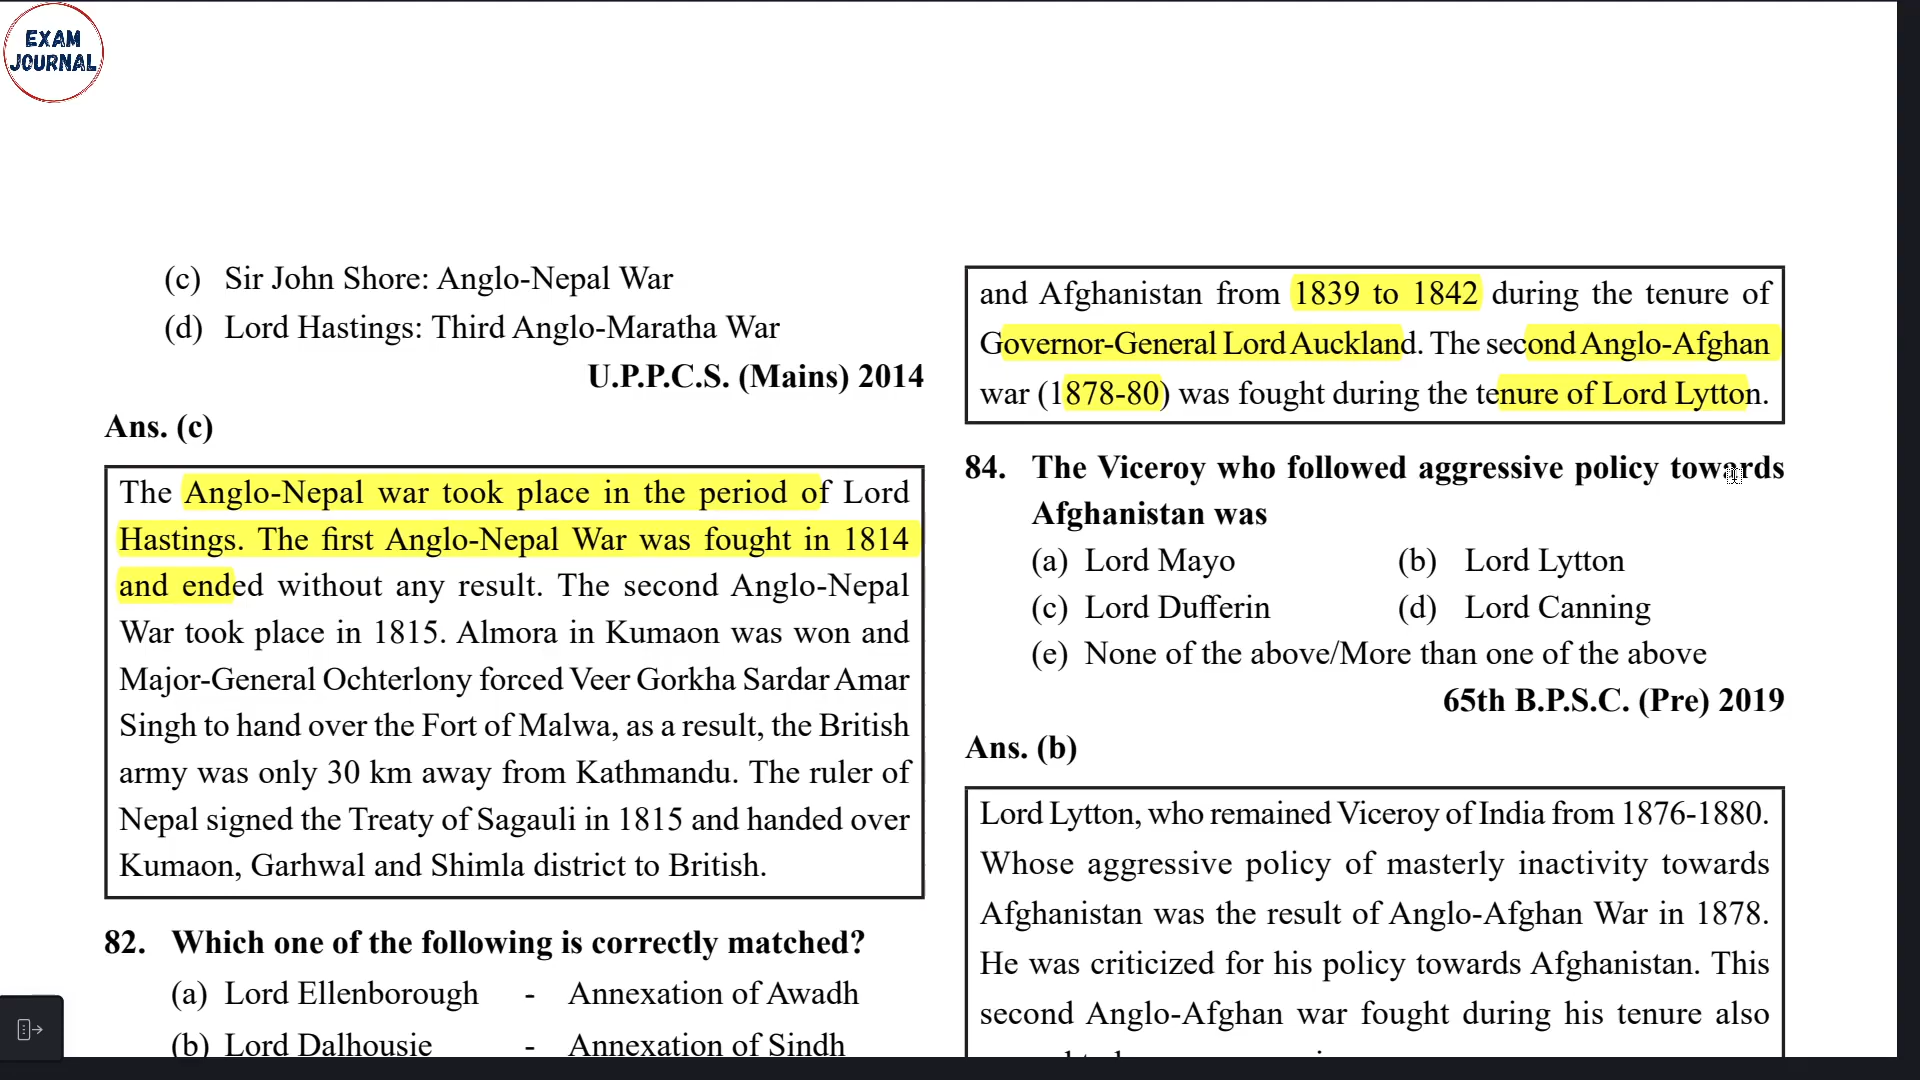 EXAM
JOURNAL
(c) Sir John Shore: Anglo-Nepal War
(d) Lord Hastings: Third Anglo-Maratha War
U.P.P.C.S. (Mains) 2014
Ans. (c)
The Anglo-Nepal war took place in the period of Lord
Hastings. The first Anglo-Nepal War was fought in 1814
and ended without any result. The second Anglo-Nepal
War took place in 1815. Almora in Kumaon was won and
Major-General Ochterlony forced Veer Gorkha Sardar Amar
Singh to hand over the Fort of Malwa, as a result, the British
army was only 30 km away from Kathmandu. The ruler of
Nepal signed the Treaty of Sagauli in 1815 and handed over
Kumaon, Garhwal and Shimla district to British.
82. Which one of the following is correctly matched?
(a) Lord Ellenborough - Annexation of Awadh
(b) Lord Dalhousie - Annexation of Sindh
and Afghanistan from 1839 to 1842 during the tenure of
Governor-General Lord Auckland. The second Anglo-Afghan
war (1878-80) was fought during the tenure of Lord Lytton.
84. The Viceroy who followed aggressive policy towards
Afghanistan was
(a) Lord Mayo (b) Lord Lytton
(c) Lord Dufferin (d) Lord Canning
(e) None of the above/More than one of the above
65th B.P.S.C. (Pre) 2019
Ans. (b)
Lord Lytton, who remained Viceroy of India from 1876-1880.
Whose aggressive policy of masterly inactivity towards
Afghanistan was the result of Anglo-Afghan War in 1878.
He was criticized for his policy towards Afghanistan. This
second Anglo-Afghan war fought during his tenure also